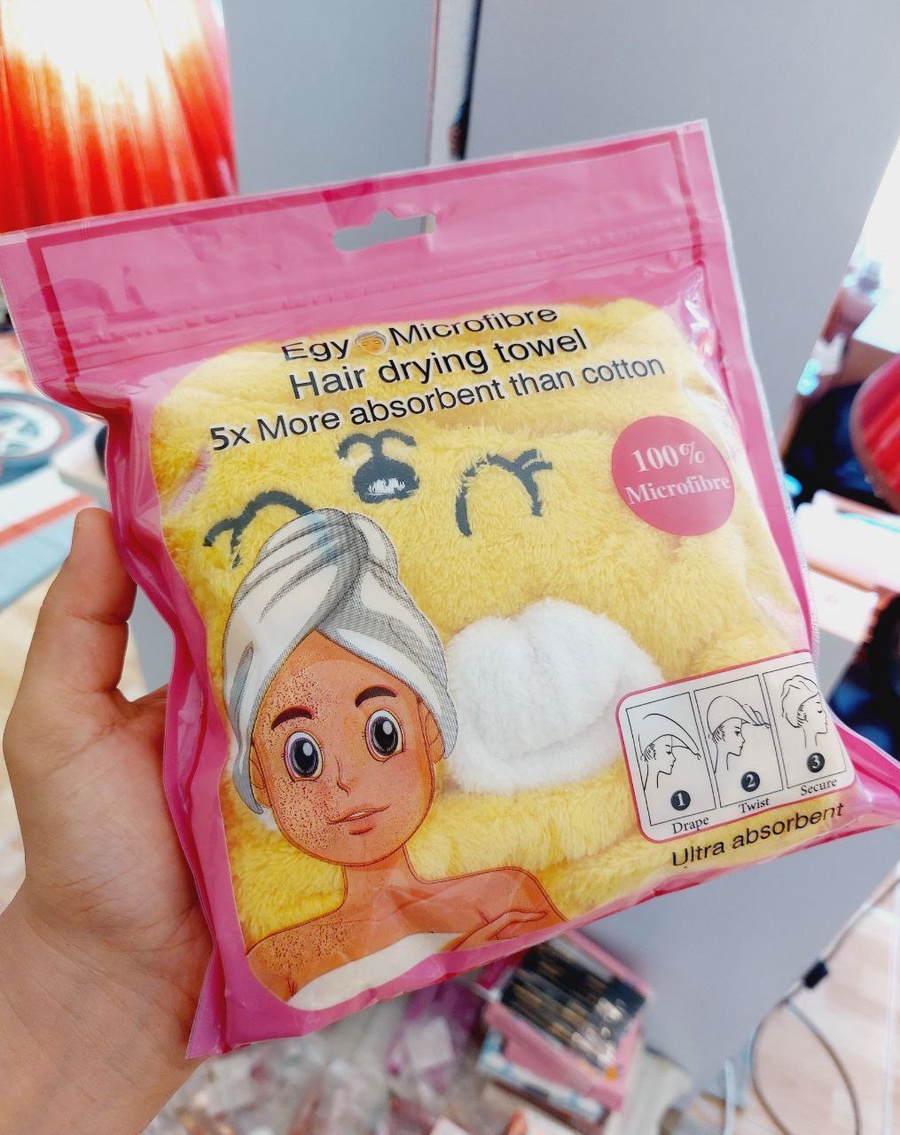 Egy Microfibre
Hair drying towel
5x More absorbent than cotton
100%
Microfibre
1
2
3
Drape
Twist
Secure
Ultra absorbent